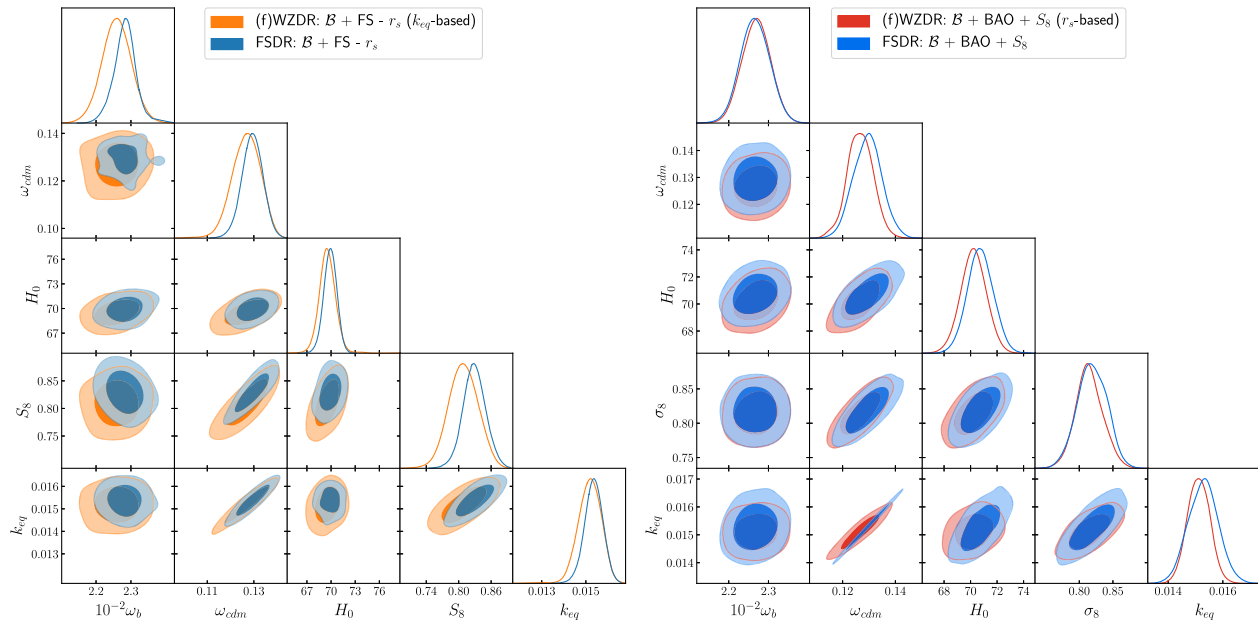 (f)WZDR: ℬ + FS - r_s (k_eq-based)
FSDR: ℬ + FS - r_s
0.14
0.12
0.10
ω_cdm
76
73
70
67
H_0
0.85
0.80
0.75
S_8
0.016
0.015
0.014
0.013
k_eq
2.2 2.3
10^-2 ω_b
0.11 0.13
ω_cdm
67 70 73 76
H_0
0.74 0.80 0.86
S_8
0.013 0.015
k_eq
(f)WZDR: ℬ + BAO + S_8 (r_s-based)
FSDR: ℬ + BAO + S_8
0.14
0.13
0.12
ω_cdm
74
72
70
68
H_0
0.85
0.80
0.75
σ_8
0.017
0.016
0.015
0.014
k_eq
2.2 2.3
10^-2 ω_b
0.12 0.14
ω_cdm
68 70 72 74
H_0
0.80 0.85
σ_8
0.014 0.016
k_eq